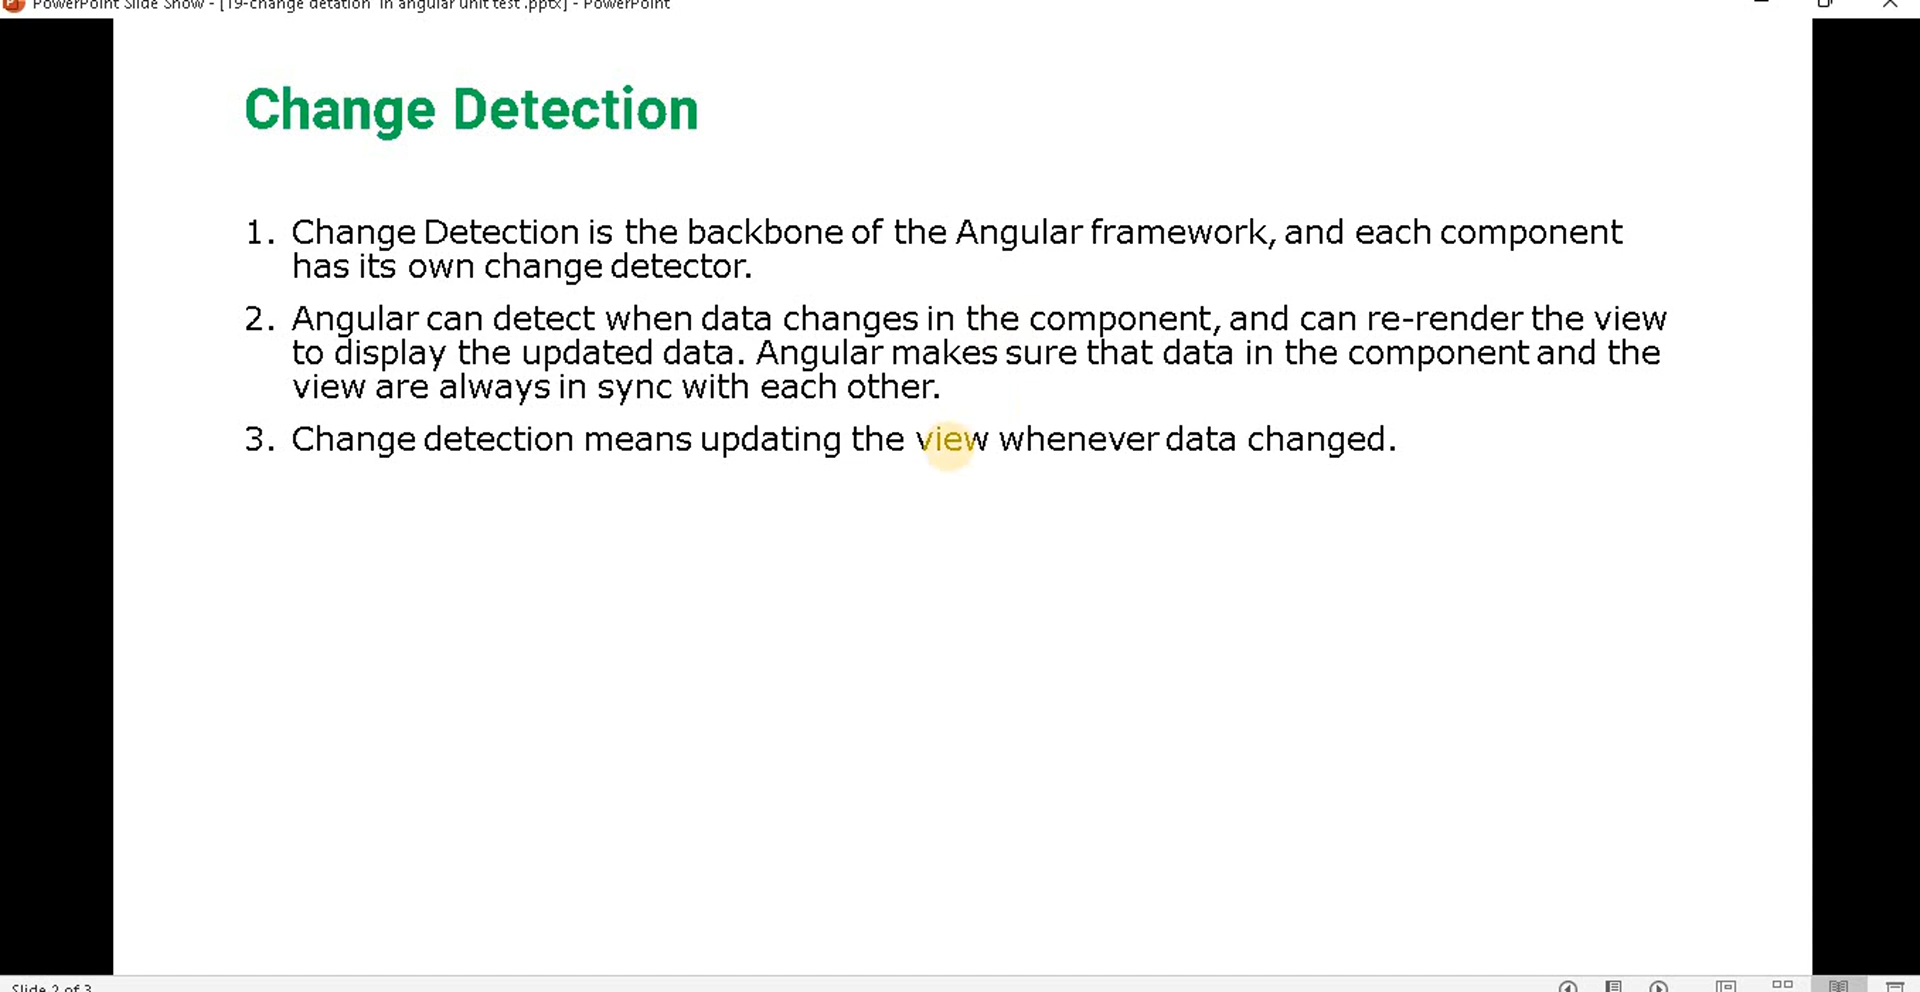 PowerPoint Slide Show - [19-change detation in angular unit test .pptx] - PowerPoint
Change Detection
1. Change Detection is the backbone of the Angular framework, and each component
has its own change detector.
2. Angular can detect when data changes in the component, and can re-render the view
to display the updated data. Angular makes sure that data in the component and the
view are always in sync with each other.
3. Change detection means updating the view whenever data changed.
Slide 2 of 3